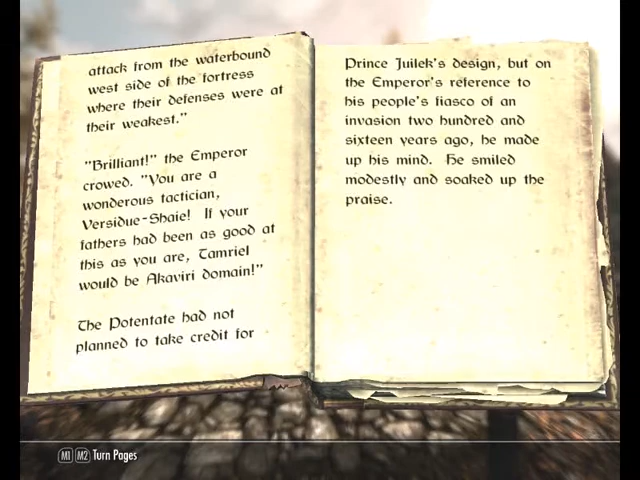 attack from the waterbound
west side of the fortress
where their defenses were at
their weakest."
"Brilliant!" the Emperor
crowed. "You are a
wonderous tactician,
Versidue-Shaie! If your
fathers had been as good at
this as you are, Tamriel
would be Akaviri domain!"
The Potentate had not
planned to take credit for
Prince Juilek's design, but on
the Emperor's reference to
his people's fiasco of an
invasion two hundred and
sixteen years ago, he made
up his mind. He smiled
modestly and soaked up the
praise.
M1 M2 Turn Pages